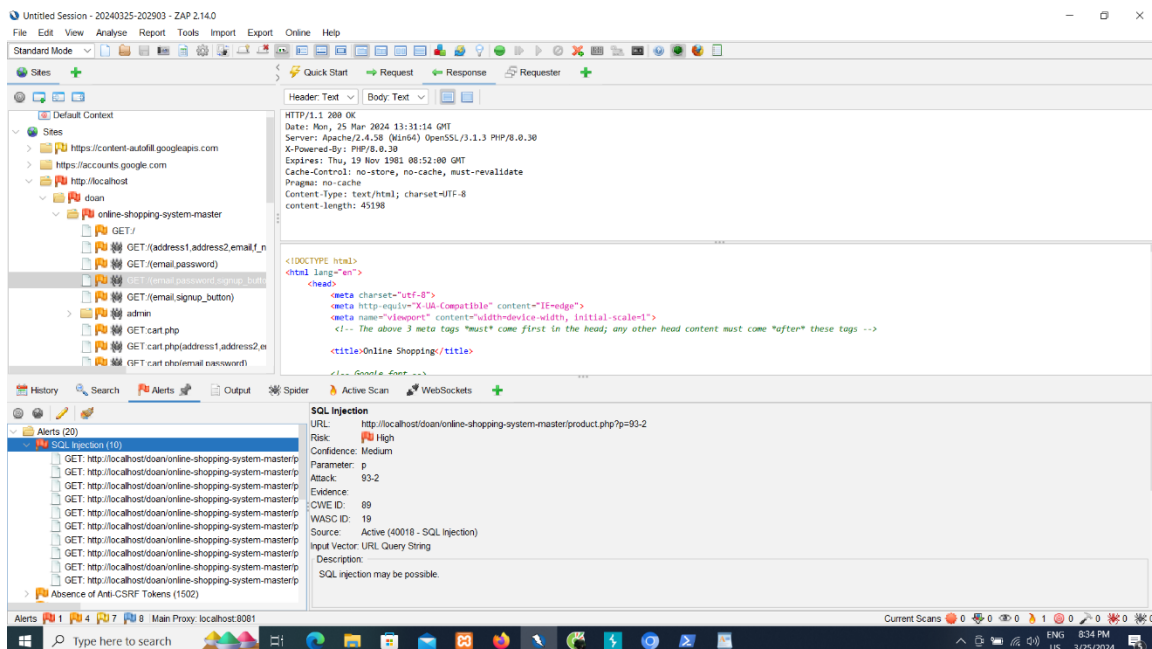 Untitled Session - 20240325-202903 - ZAP 2.14.0
File Edit View Analyse Report Tools Import Export Online Help
Standard Mode
Sites
Quick Start Request Response Requester
Header: Text Body: Text
Default Context
Sites
https://content-autofill.googleapis.com
https://accounts.google.com
http://localhost
doan
online-shopping-system-master
GET:/
GET:/(address1,address2,email,f_n
GET:/(email,password)
GET:/(email,password,signup_butto
GET:/(email,signup_button)
admin
GET:cart.php
GET:cart.php(address1,address2,e
GET:cart.php(email,password)
HTTP/1.1 200 OK
Date: Mon, 25 Mar 2024 13:31:14 GMT
Server: Apache/2.4.58 (Win64) OpenSSL/3.1.3 PHP/8.0.30
X-Powered-By: PHP/8.0.30
Expires: Thu, 19 Nov 1981 08:52:00 GMT
Cache-Control: no-store, no-cache, must-revalidate
Pragma: no-cache
Content-Type: text/html; charset=UTF-8
content-length: 45198
<!DOCTYPE html>
<html lang="en">
<head>
<meta charset="utf-8">
<meta http-equiv="X-UA-Compatible" content="IE=edge">
<meta name="viewport" content="width=device-width, initial-scale=1">
<!-- The above 3 meta tags *must* come first in the head; any other head content must come *after* these tags -->
<title>Online Shopping</title>
<!-- Google font -->
History Search Alerts Output Spider Active Scan WebSockets
Alerts (20)
SQL Injection (10)
GET: http://localhost/doan/online-shopping-system-master/p
GET: http://localhost/doan/online-shopping-system-master/p
GET: http://localhost/doan/online-shopping-system-master/p
GET: http://localhost/doan/online-shopping-system-master/p
GET: http://localhost/doan/online-shopping-system-master/p
GET: http://localhost/doan/online-shopping-system-master/p
GET: http://localhost/doan/online-shopping-system-master/p
GET: http://localhost/doan/online-shopping-system-master/p
GET: http://localhost/doan/online-shopping-system-master/p
GET: http://localhost/doan/online-shopping-system-master/p
Absence of Anti-CSRF Tokens (1502)
SQL Injection
URL: http://localhost/doan/online-shopping-system-master/product.php?p=93-2
Risk: High
Confidence: Medium
Parameter: p
Attack: 93-2
Evidence:
CWE ID: 89
WASC ID: 19
Source: Active (40018 - SQL Injection)
Input Vector: URL Query String
Description:
SQL injection may be possible.
Alerts 1 4 7 8 Main Proxy: localhost:8081
Current Scans 0 0 0 1 0 0 0 0
Type here to search
ENG
US
8:34 PM
3/25/2024